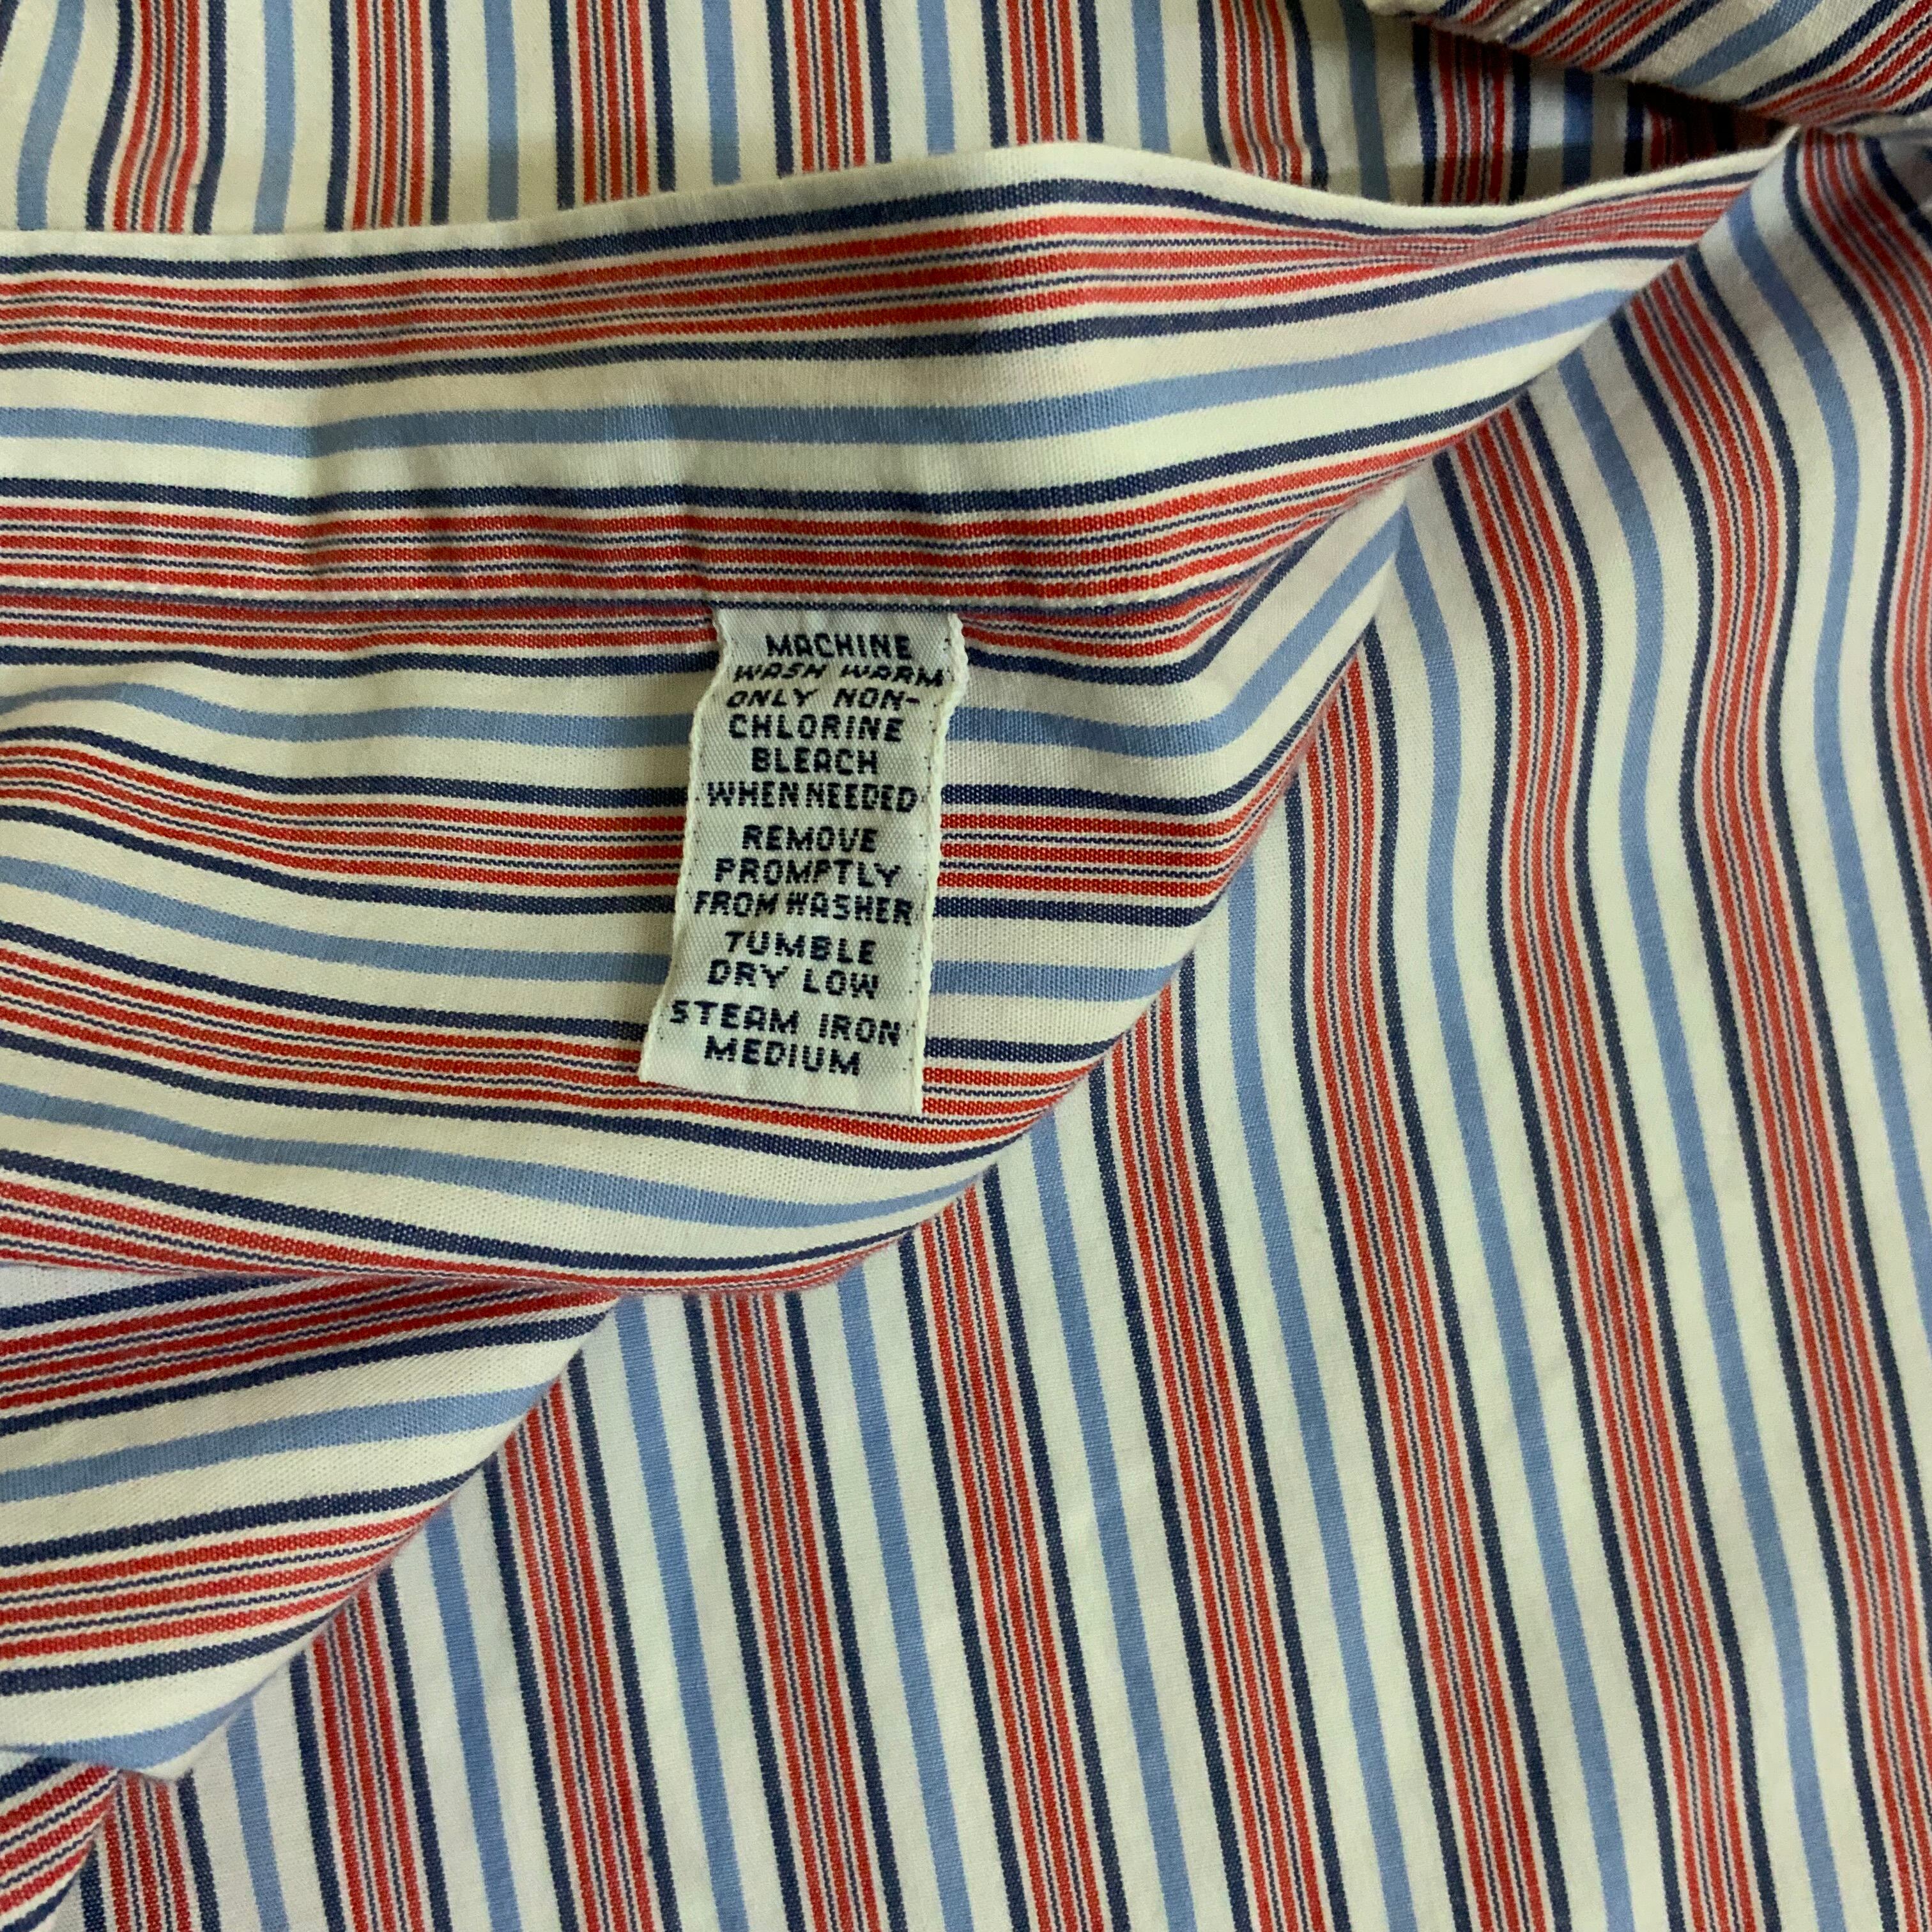 MACHINE
WASH WARM
ONLY NON-
CHLORINE
BLEACH
WHEN NEEDED
REMOVE
PROMPTLY
FROM WASHER
TUMBLE
DRY LOW
STEAM IRON
MEDIUM